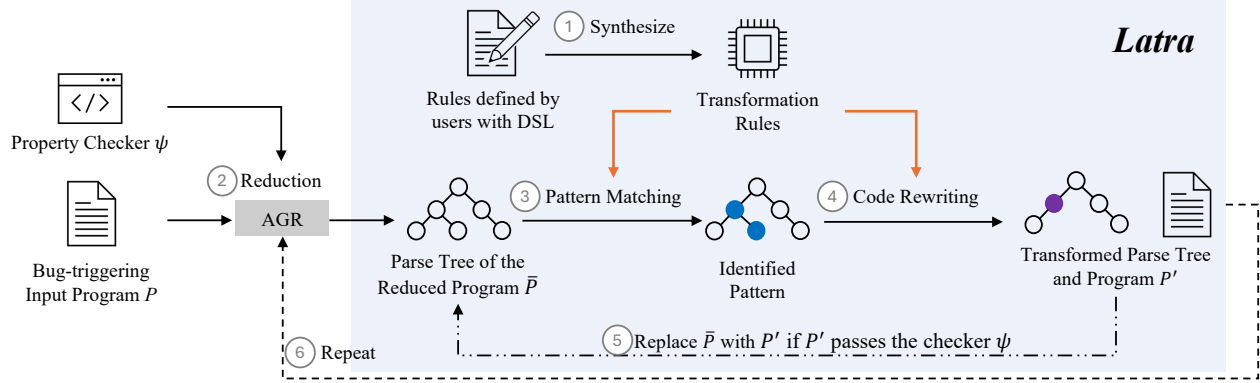 Latra
1 Synthesize
Rules defined by
users with DSL
Transformation
Rules
</>
Property Checker ψ
2 Reduction
AGR
Bug-triggering
Input Program P
3 Pattern Matching
4 Code Rewriting
Parse Tree of the
Reduced Program P̄
Identified
Pattern
Transformed Parse Tree
and Program P′
5 Replace P̄ with P′ if P′ passes the checker ψ
6 Repeat